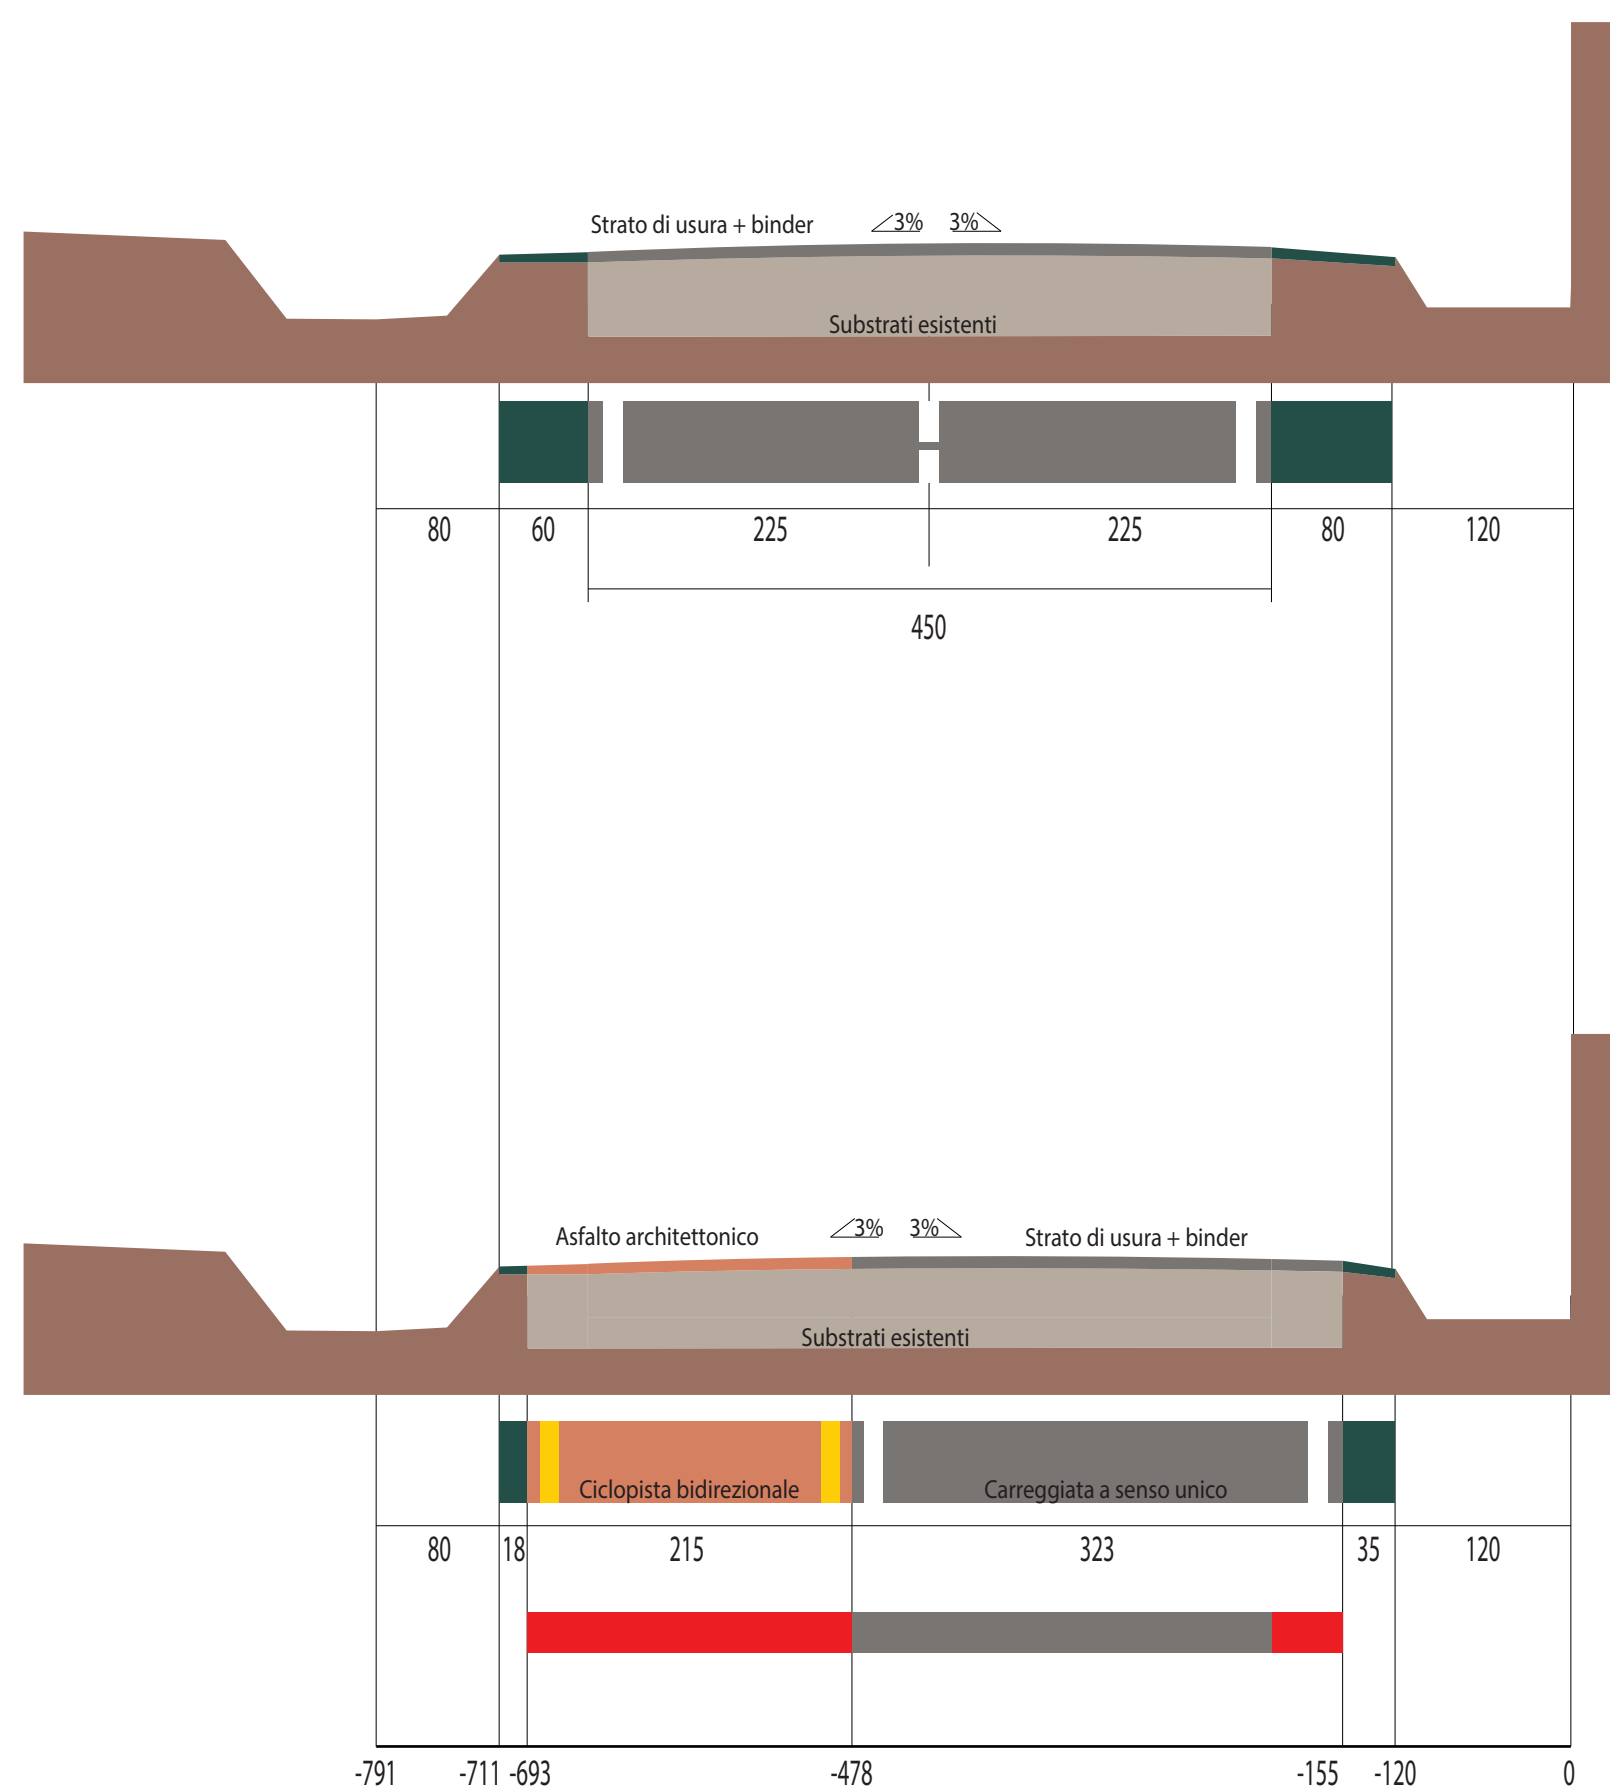 Strato di usura + binder 3% 3%
Substrati esistenti
80 60 225 225 80 120
450
Asfalto architettonico 3% 3% Strato di usura + binder
Substrati esistenti
Ciclopista bidirezionale Carreggiata a senso unico
80 18 215 323 35 120
-791 -711 -693 -478 -155 -120 0